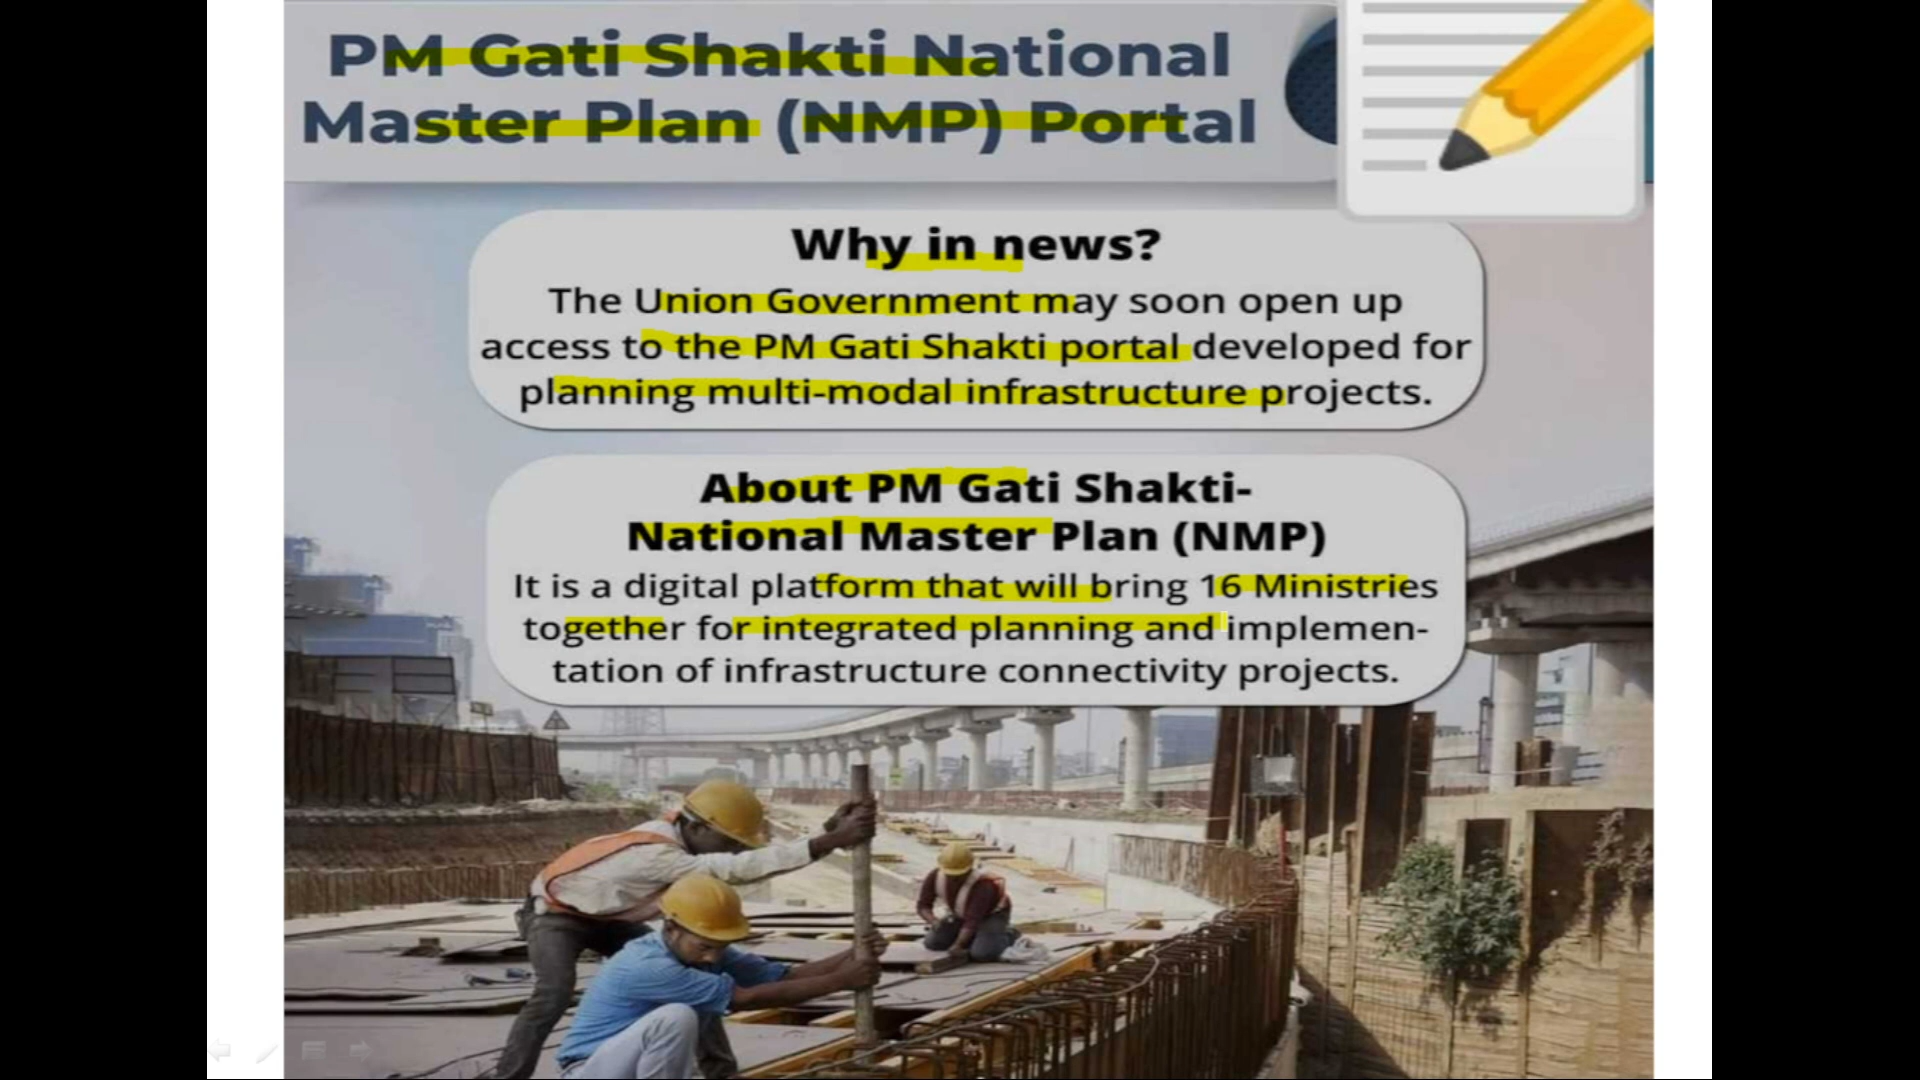 PM Gati Shakti National
Master Plan (NMP) Portal
Why in news?
The Union Government may soon open up
access to the PM Gati Shakti portal developed for
planning multi-modal infrastructure projects.
About PM Gati Shakti-
National Master Plan (NMP)
It is a digital platform that will bring 16 Ministries
together for integrated planning and implemen-
tation of infrastructure connectivity projects.